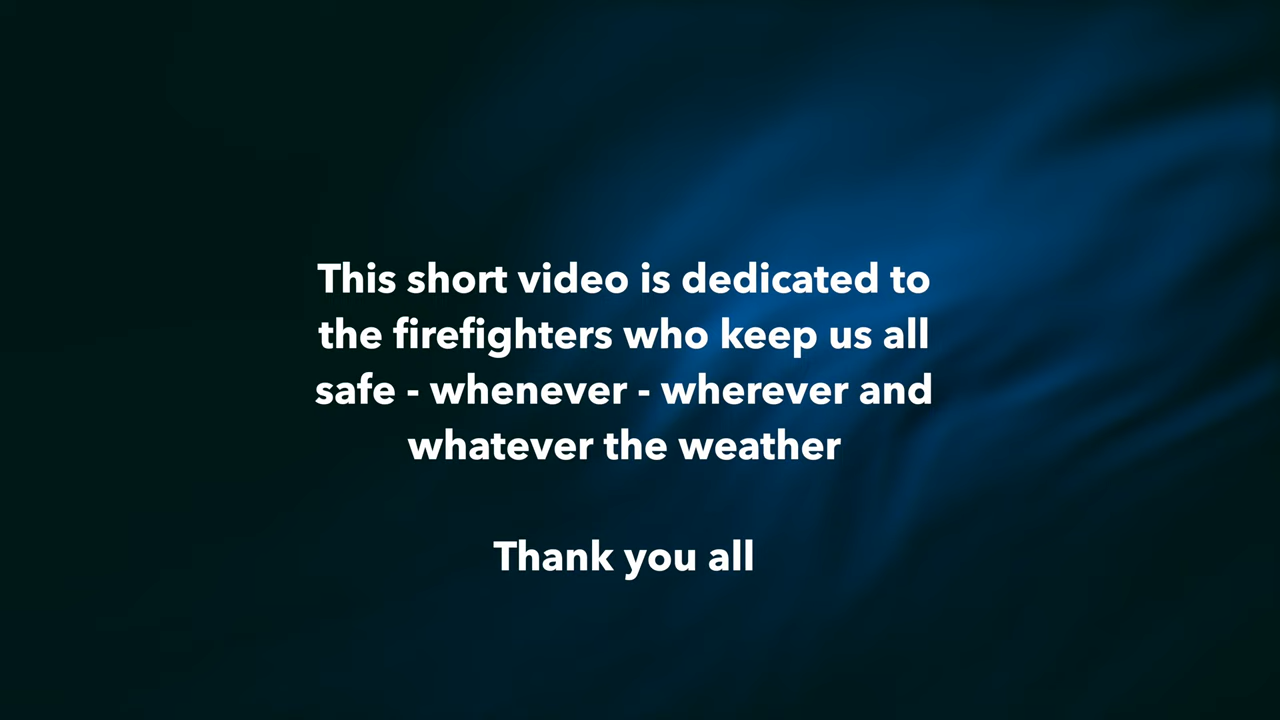 This short video is dedicated to
the firefighters who keep us all
safe - whenever - wherever and
whatever the weather
Thank you all